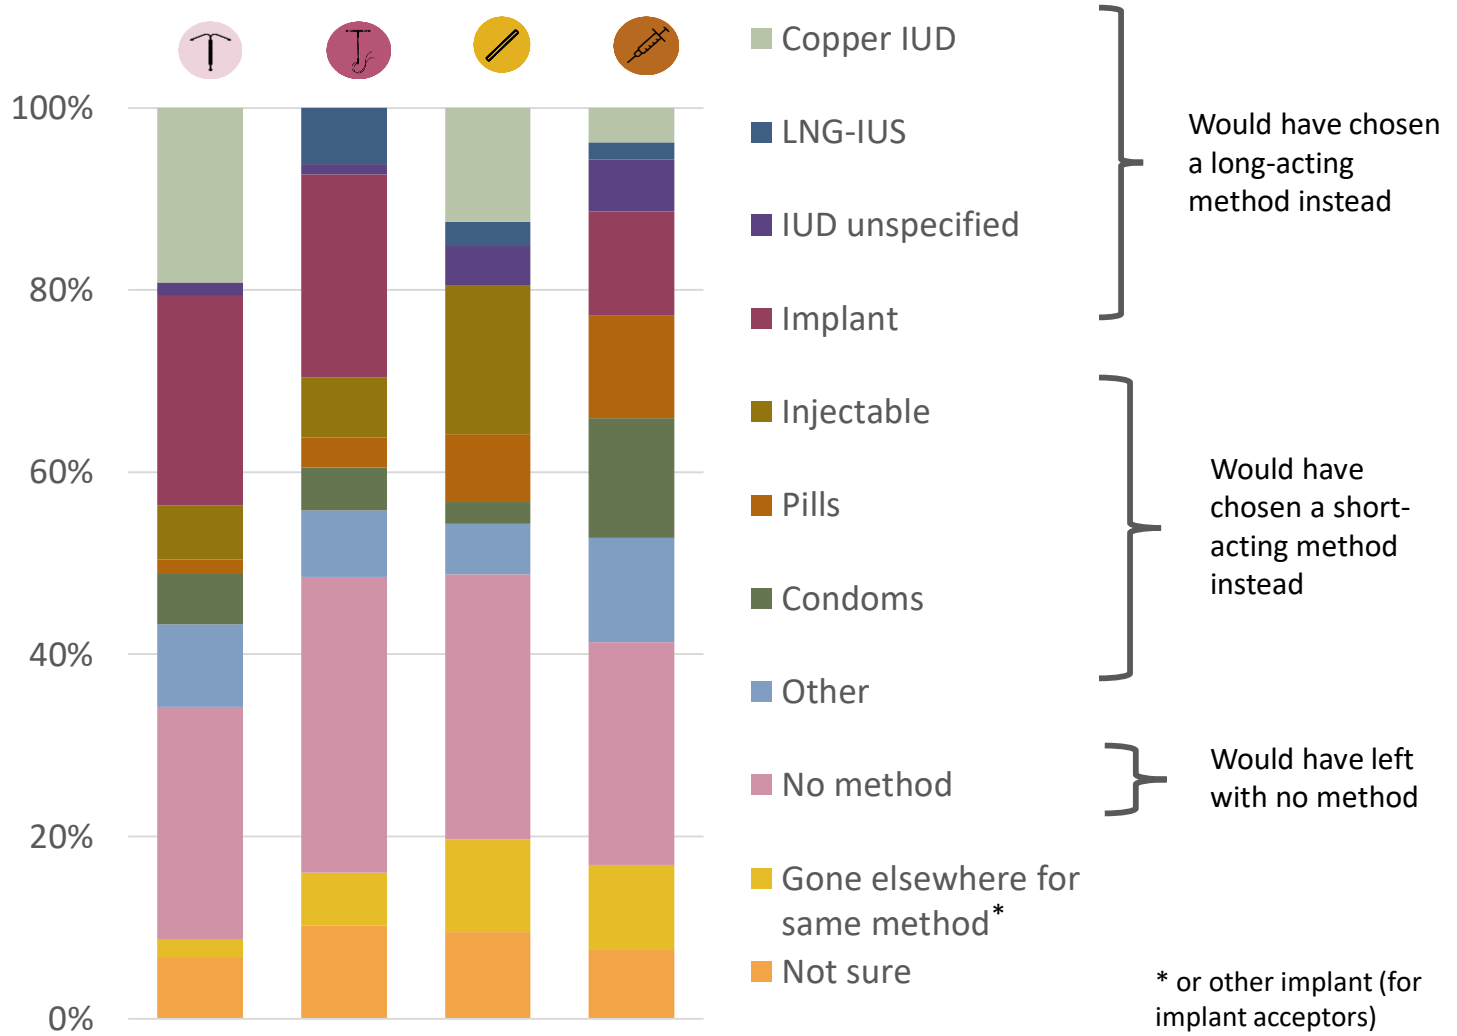 100%
80%
60%
40%
20%
0%
Copper IUD
LNG-IUS
IUD unspecified
Implant
Injectable
Pills
Condoms
Other
No method
Gone elsewhere for
same method*
Not sure
Would have chosen
a long-acting
method instead
Would have
chosen a short-
acting method
instead
Would have left
with no method
* or other implant (for
implant acceptors)